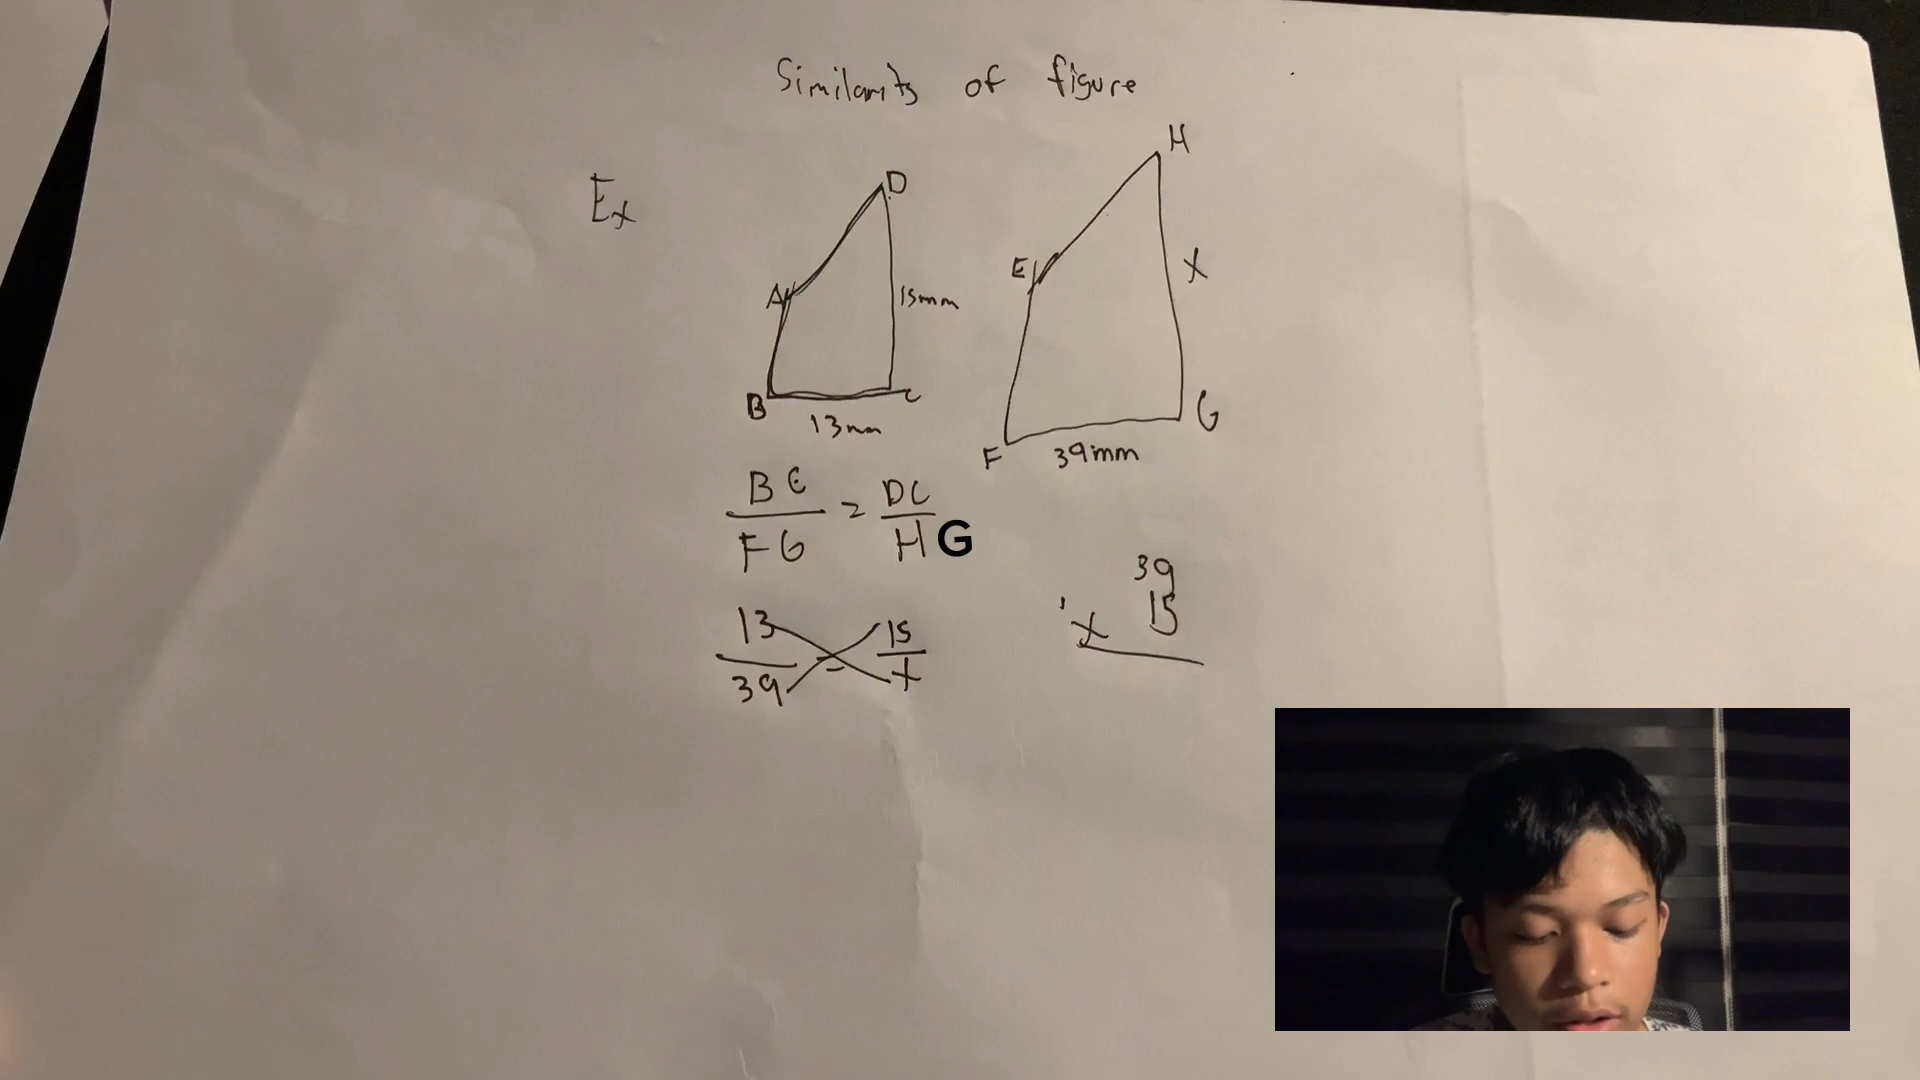 Similarity of figure
Ex
D
H
A
E
15mm
X
B
C
13mm
F
G
39mm
BC
FG
=
DC
HG
13
39
=
15
x
39
x 15